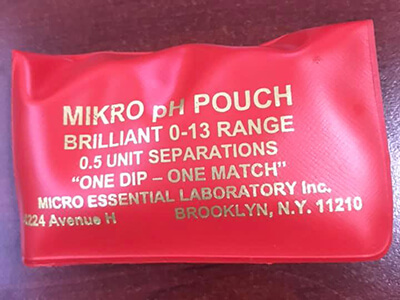 MIKRO pH POUCH
BRILLIANT 0-13 RANGE
0.5 UNIT SEPARATIONS
"ONE DIP – ONE MATCH"
MICRO ESSENTIAL LABORATORY Inc.
4224 Avenue H BROOKLYN, N.Y. 11210